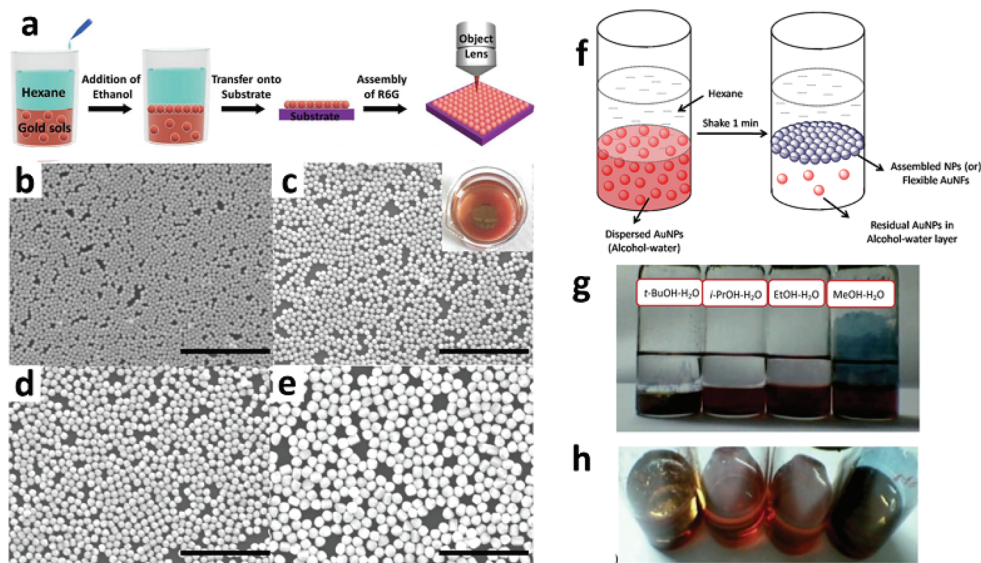 a
Hexane
Gold sols
Addition of
Ethanol
Transfer onto
Substrate
Substrate
Assembly
of R6G
Object
Lens
b
c
d
e
f
Hexane
Shake 1 min
Dispersed AuNPs
(Alcohol-water)
Assembled NPs (or)
Flexible AuNFs
Residual AuNPs in
Alcohol-water layer
g
t-BuOH-H₂O
i-PrOH-H₂O
EtOH-H₂O
MeOH-H₂O
h